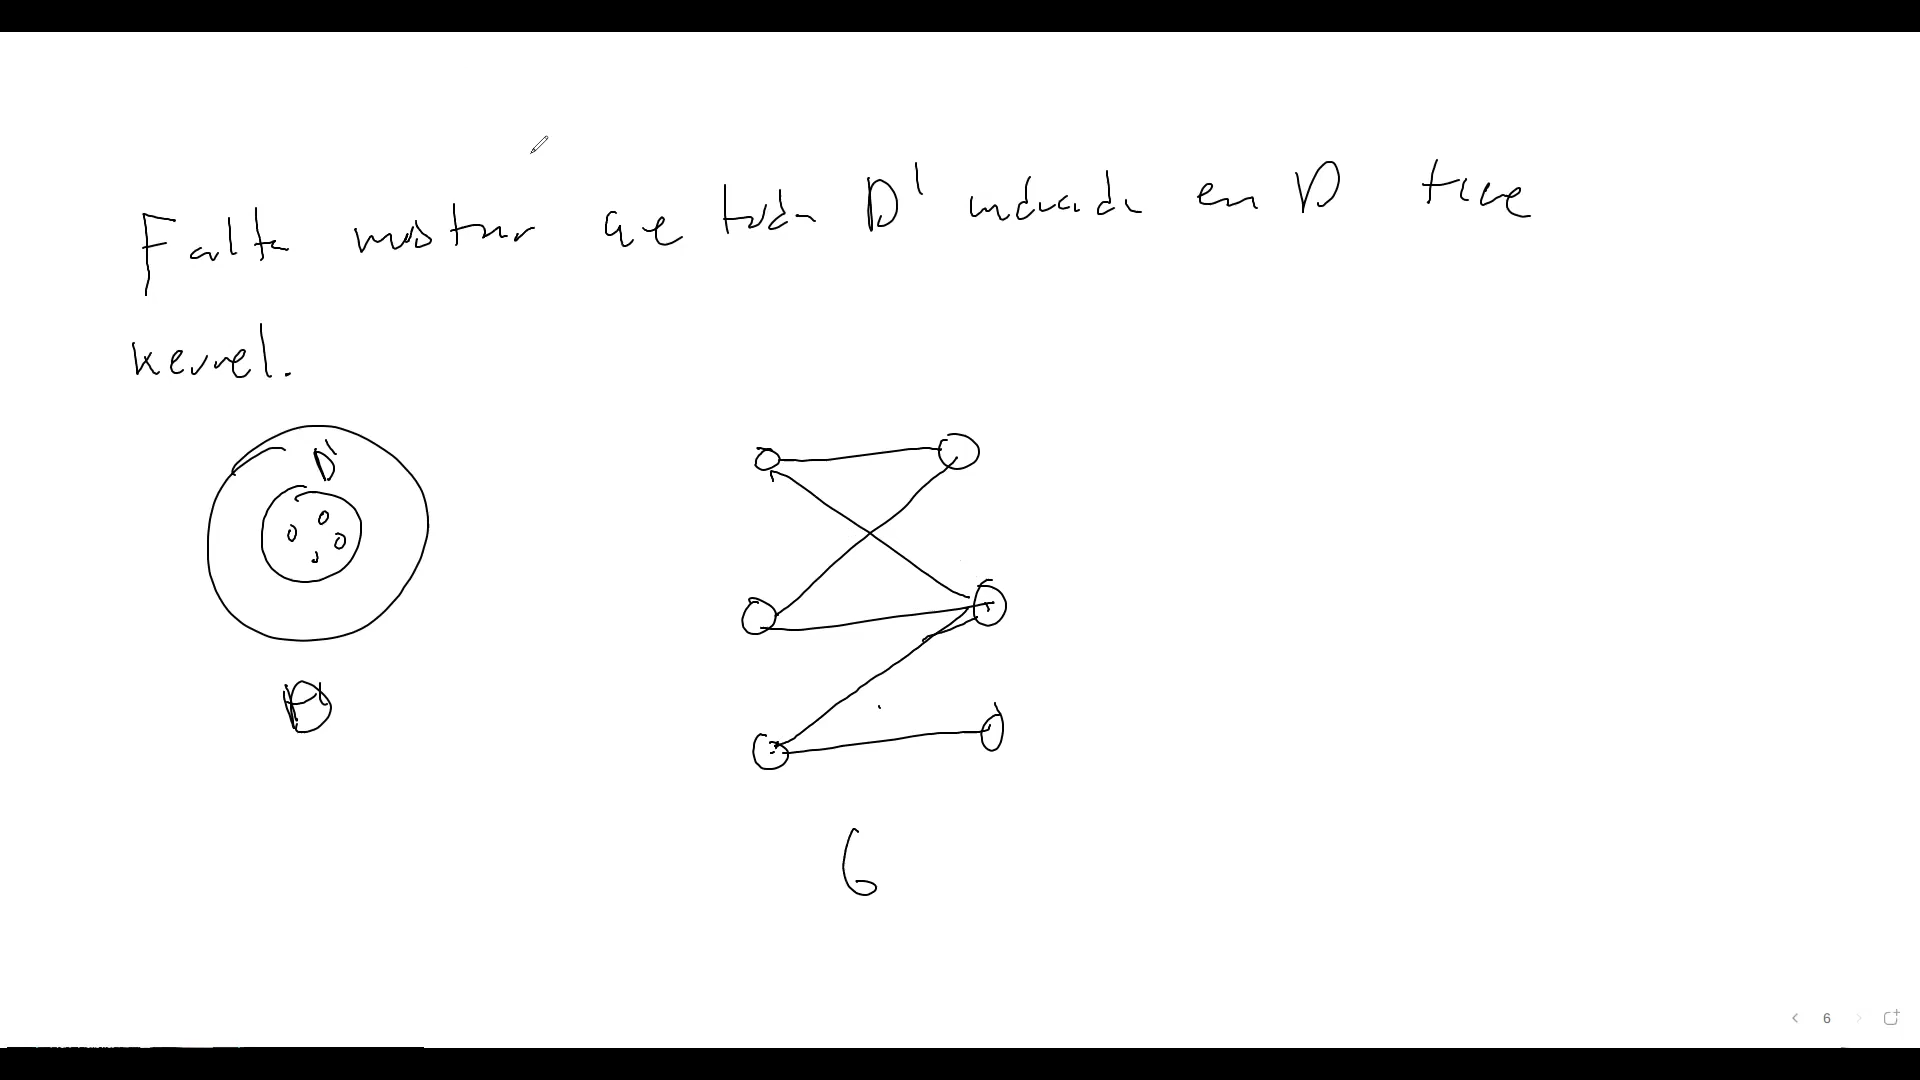 Falta mostrar que toda D' inducida en D tiene
kernel.
D'
D
G
6